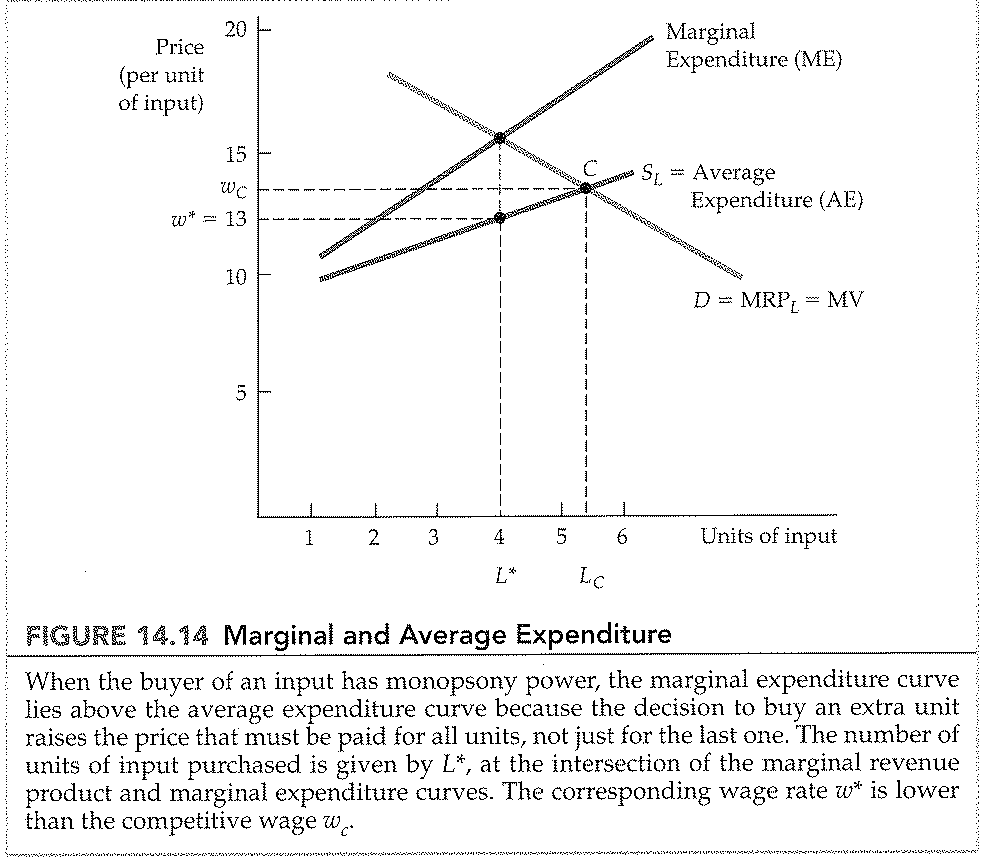 20
Price
(per unit
of input)
Marginal
Expenditure (ME)
15
w_C
w* = 13
C
S_L = Average
Expenditure (AE)
10
D = MRP_L = MV
5
1 2 3 4 5 6 Units of input
L* L_C
FIGURE 14.14 Marginal and Average Expenditure
When the buyer of an input has monopsony power, the marginal expenditure curve
lies above the average expenditure curve because the decision to buy an extra unit
raises the price that must be paid for all units, not just for the last one. The number of
units of input purchased is given by L*, at the intersection of the marginal revenue
product and marginal expenditure curves. The corresponding wage rate w* is lower
than the competitive wage w_c.